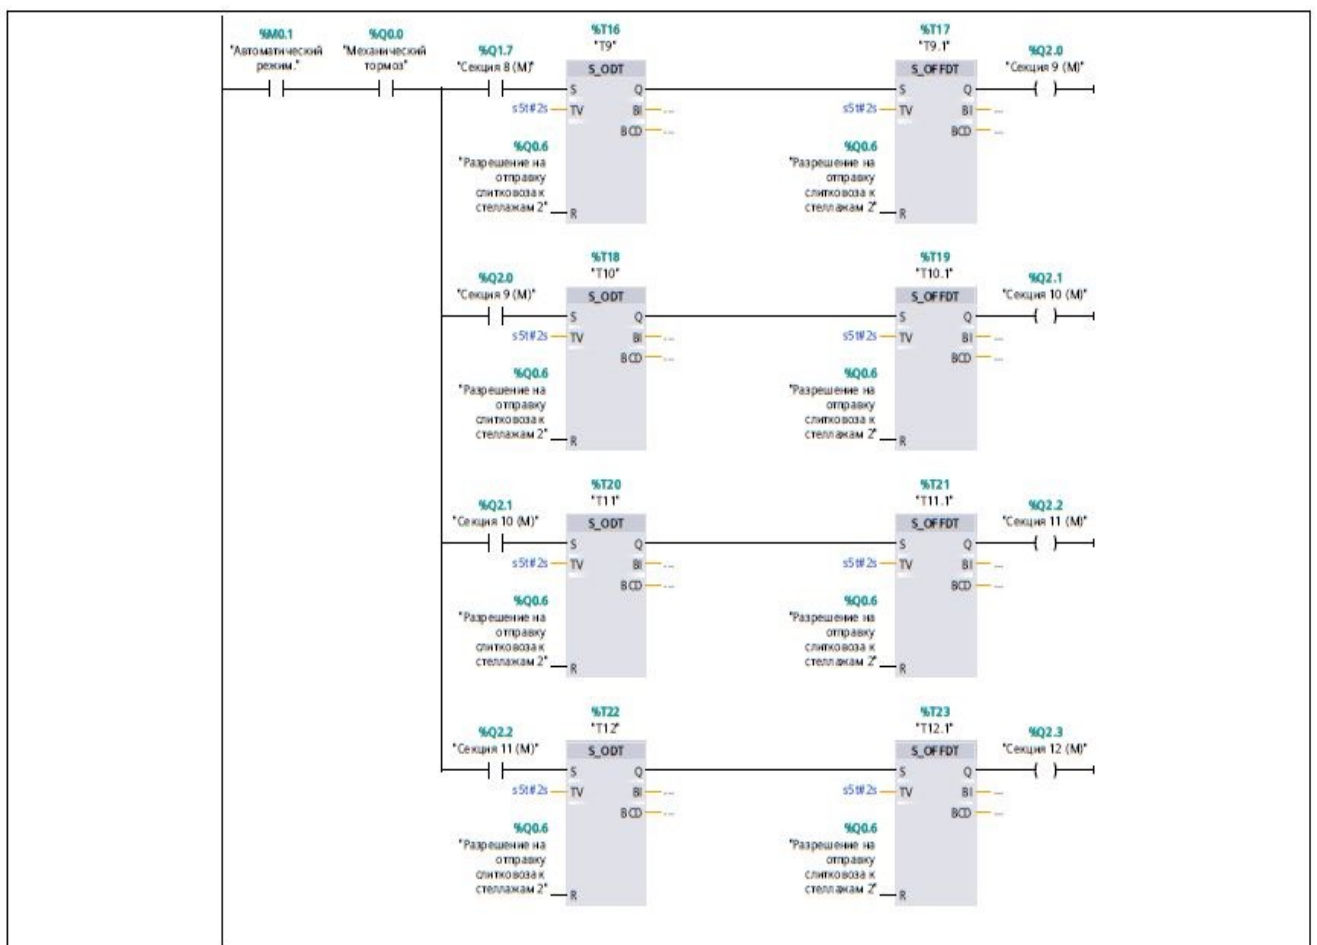 %M0.1
"Автоматический
режим."
%Q0.0
"Механический
тормоз"
%Q1.7
"Секция 8 (М)"
%T16
"T9"
S_ODT
S
Q
s5t#2s
TV
BI
...
BCD
...
%Q0.6
"Разрешение на
отправку
слитковоза к
стеллажам 2"
R
%T17
"T9.1"
S_OFFDT
S
Q
s5t#2s
TV
BI
...
BCD
...
%Q0.6
"Разрешение на
отправку
слитковоза к
стеллажам 2"
R
%Q2.0
"Секция 9 (М)"
%Q2.0
"Секция 9 (М)"
%T18
"T10"
S_ODT
S
Q
s5t#2s
TV
BI
...
BCD
...
%Q0.6
"Разрешение на
отправку
слитковоза к
стеллажам 2"
R
%T19
"T10.1"
S_OFFDT
S
Q
s5t#2s
TV
BI
...
BCD
...
%Q0.6
"Разрешение на
отправку
слитковоза к
стеллажам 2"
R
%Q2.1
"Секция 10 (М)"
%Q2.1
"Секция 10 (М)"
%T20
"T11"
S_ODT
S
Q
s5t#2s
TV
BI
...
BCD
...
%Q0.6
"Разрешение на
отправку
слитковоза к
стеллажам 2"
R
%T21
"T11.1"
S_OFFDT
S
Q
s5t#2s
TV
BI
...
BCD
...
%Q0.6
"Разрешение на
отправку
слитковоза к
стеллажам 2"
R
%Q2.2
"Секция 11 (М)"
%Q2.2
"Секция 11 (М)"
%T22
"T12"
S_ODT
S
Q
s5t#2s
TV
BI
...
BCD
...
%Q0.6
"Разрешение на
отправку
слитковоза к
стеллажам 2"
R
%T23
"T12.1"
S_OFFDT
S
Q
s5t#2s
TV
BI
...
BCD
...
%Q0.6
"Разрешение на
отправку
слитковоза к
стеллажам 2"
R
%Q2.3
"Секция 12 (М)"